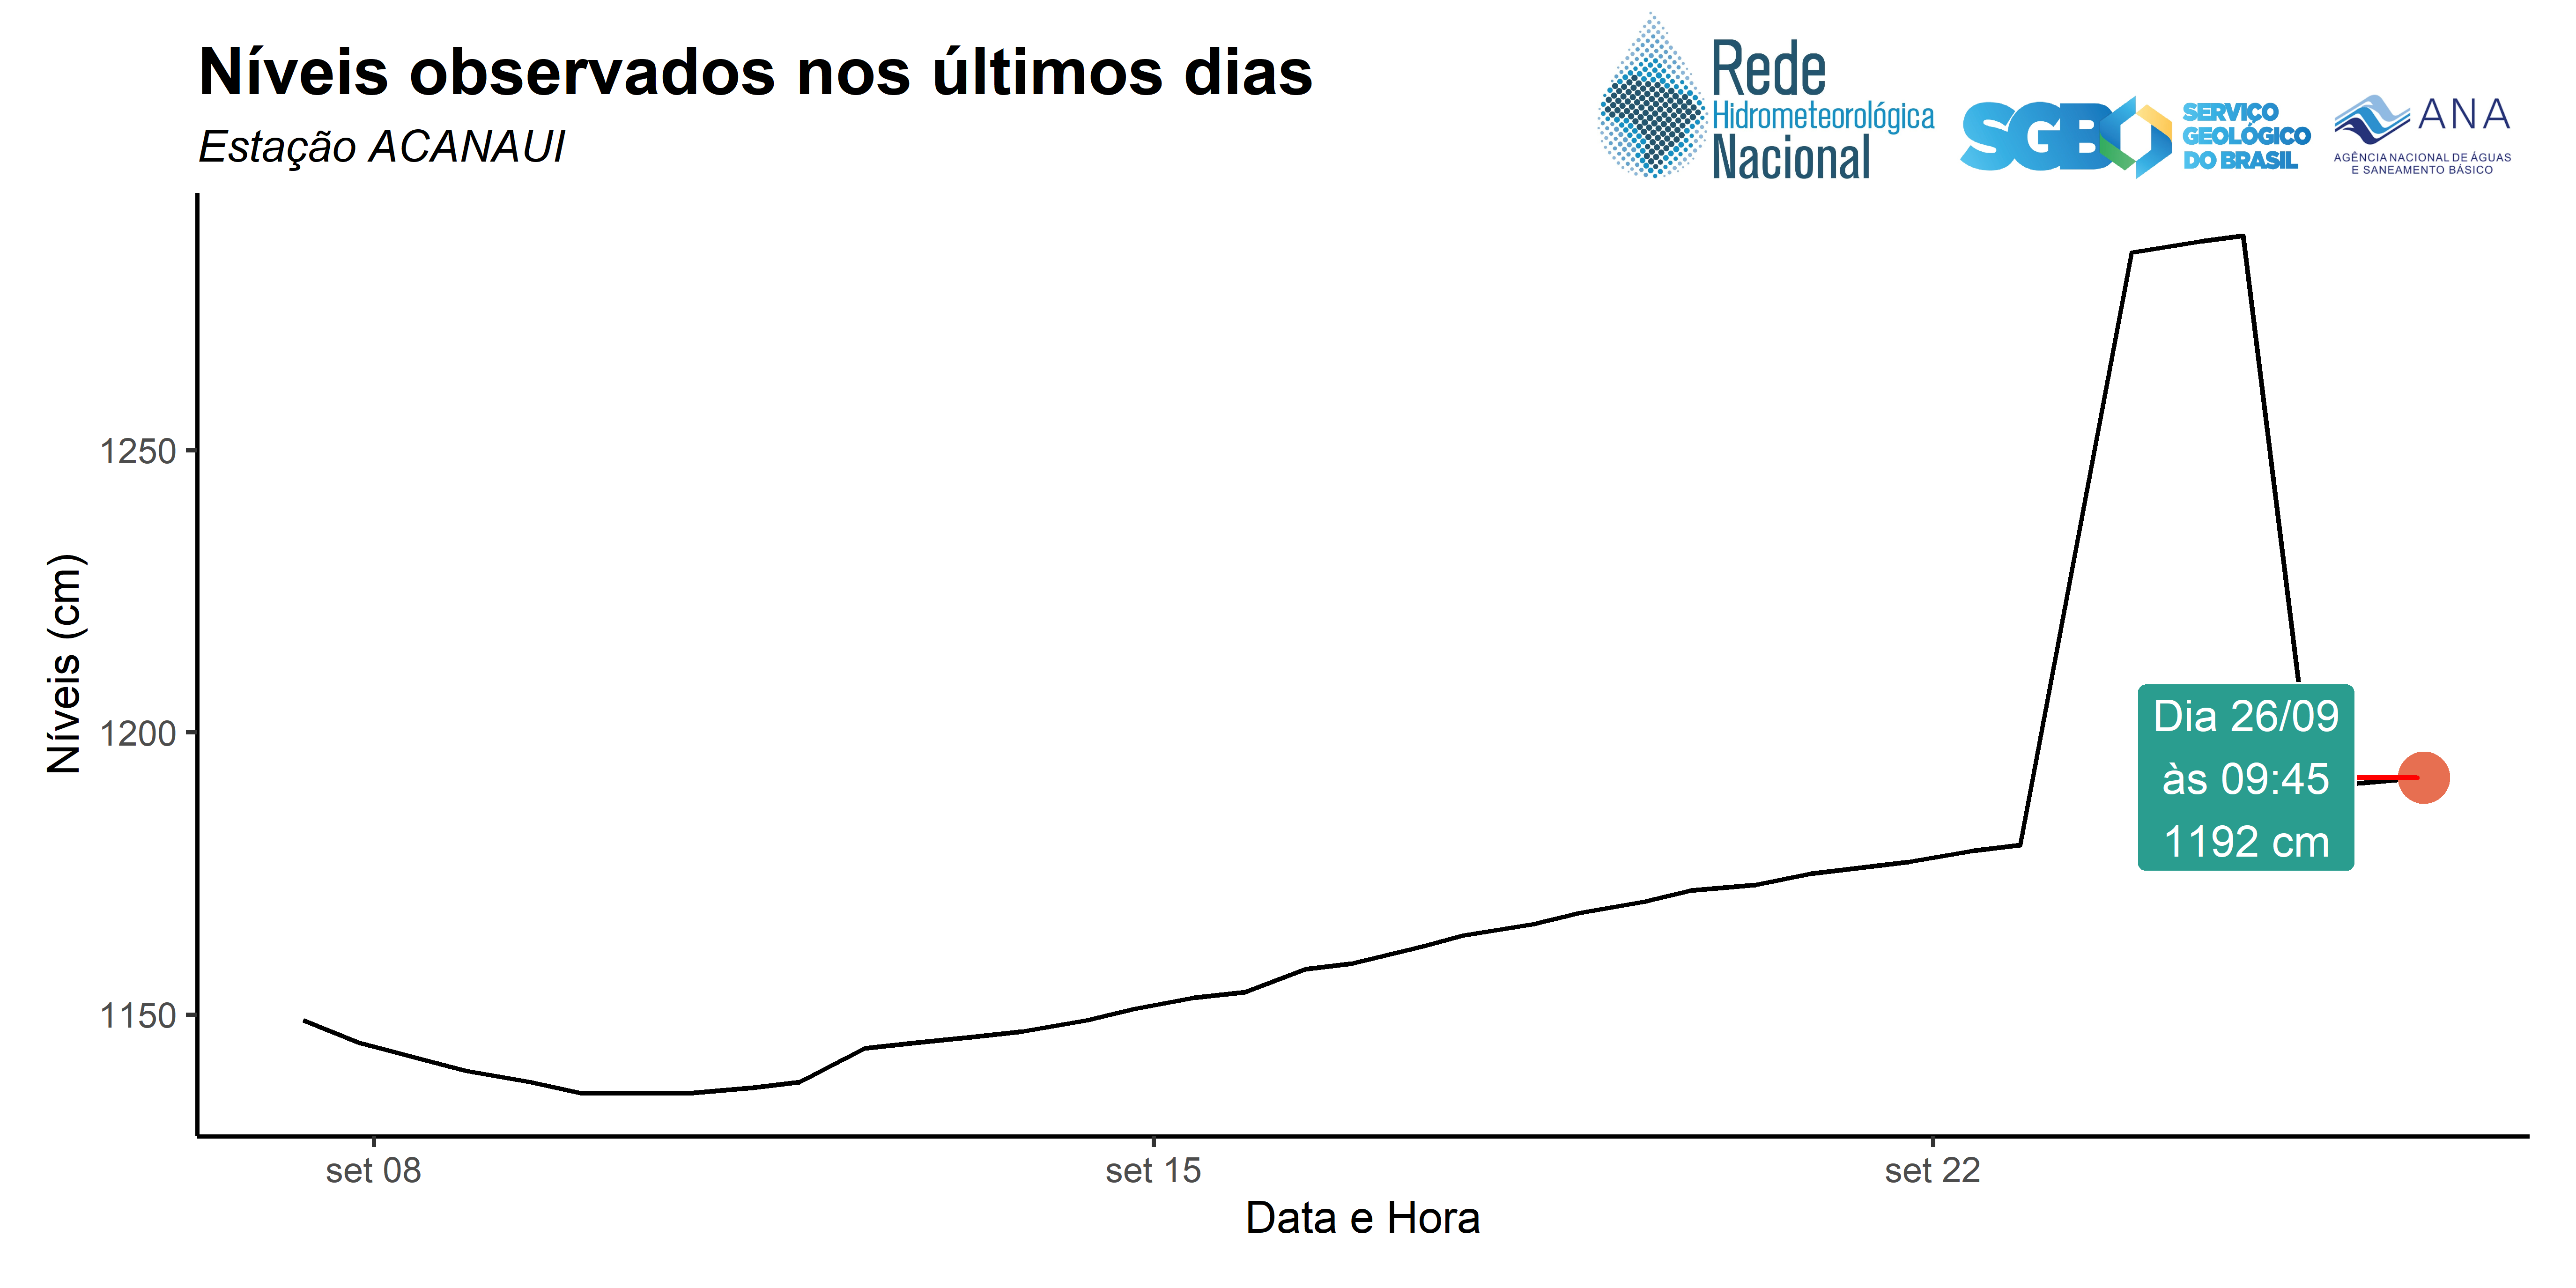 Níveis observados nos últimos dias
Estação ACANAUI
Rede
Hidrometeorológica
Nacional
SGB
SERVIÇO
GEOLÓGICO
DO BRASIL
ANA
AGÊNCIA NACIONAL DE ÁGUAS
E SANEAMENTO BÁSICO
Níveis (cm)
1250
1200
1150
Dia 26/09
às 09:45
1192 cm
set 08
set 15
set 22
Data e Hora